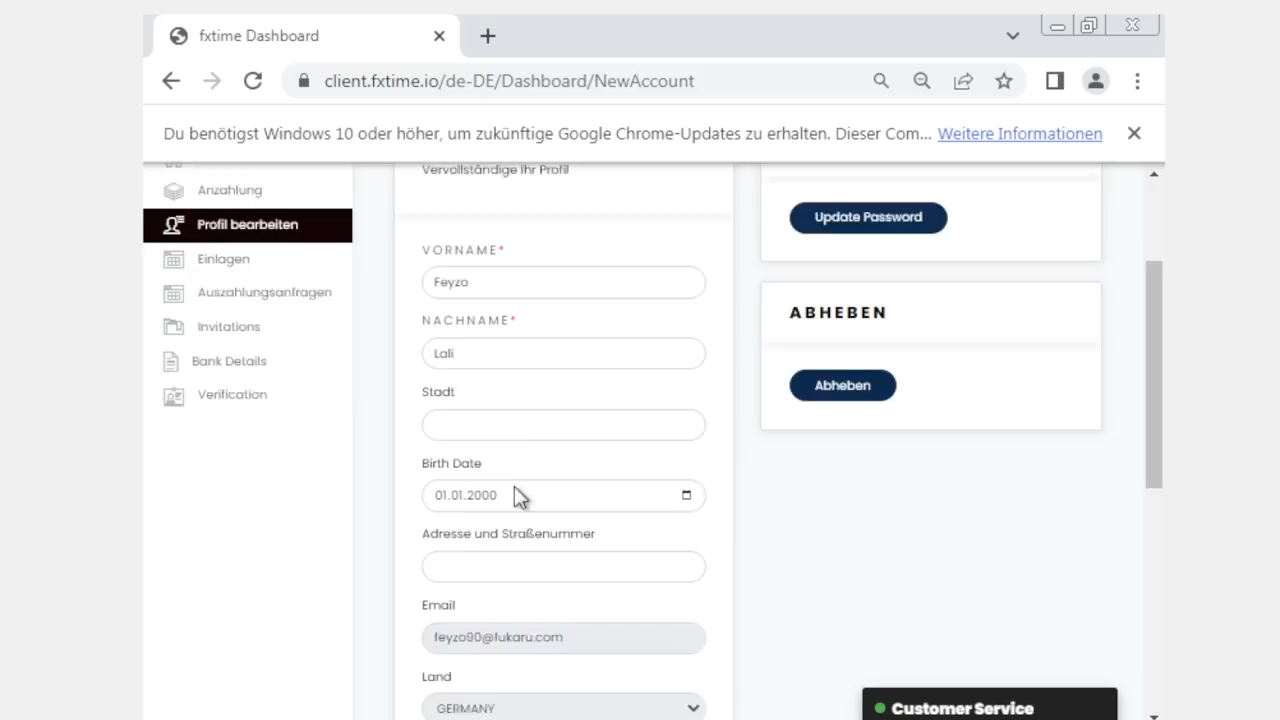 fxtime Dashboard
client.fxtime.io/de-DE/Dashboard/NewAccount
Du benötigst Windows 10 oder höher, um zukünftige Google Chrome-Updates zu erhalten. Dieser Com... Weitere Informationen
Anzahlung
Profil bearbeiten
Einlagen
Auszahlungsanfragen
Invitations
Bank Details
Verification
Vervollständige Ihr Profil
VORNAME*
Feyzo
NACHNAME*
Lali
Stadt
Birth Date
01.01.2000
Adresse und Straßenummer
Email
feyzo90@fukaru.com
Land
GERMANY
Update Password
ABHEBEN
Abheben
Customer Service